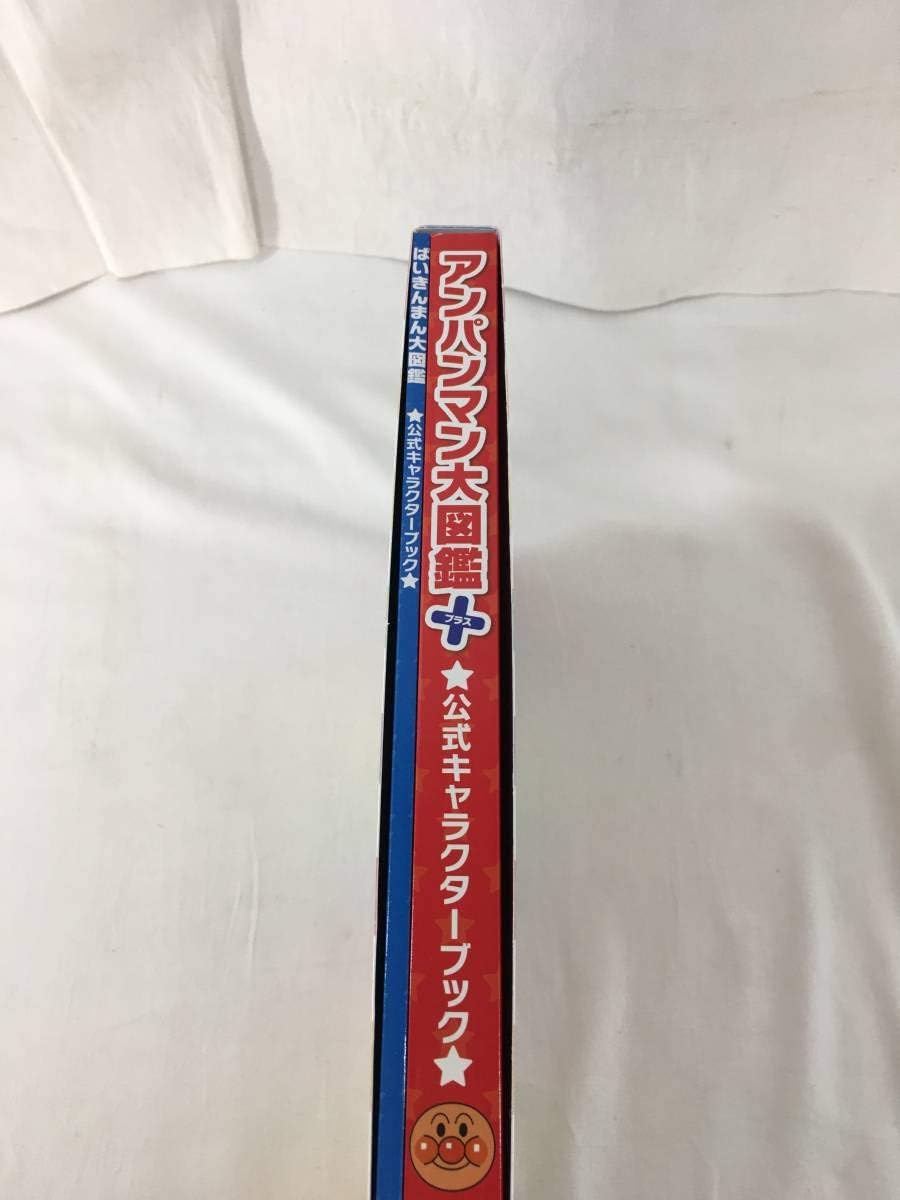 アンパンマン大図鑑
プラス
★公式キャラクターブック★
ばいきんまん大図鑑
★公式キャラクターブック★